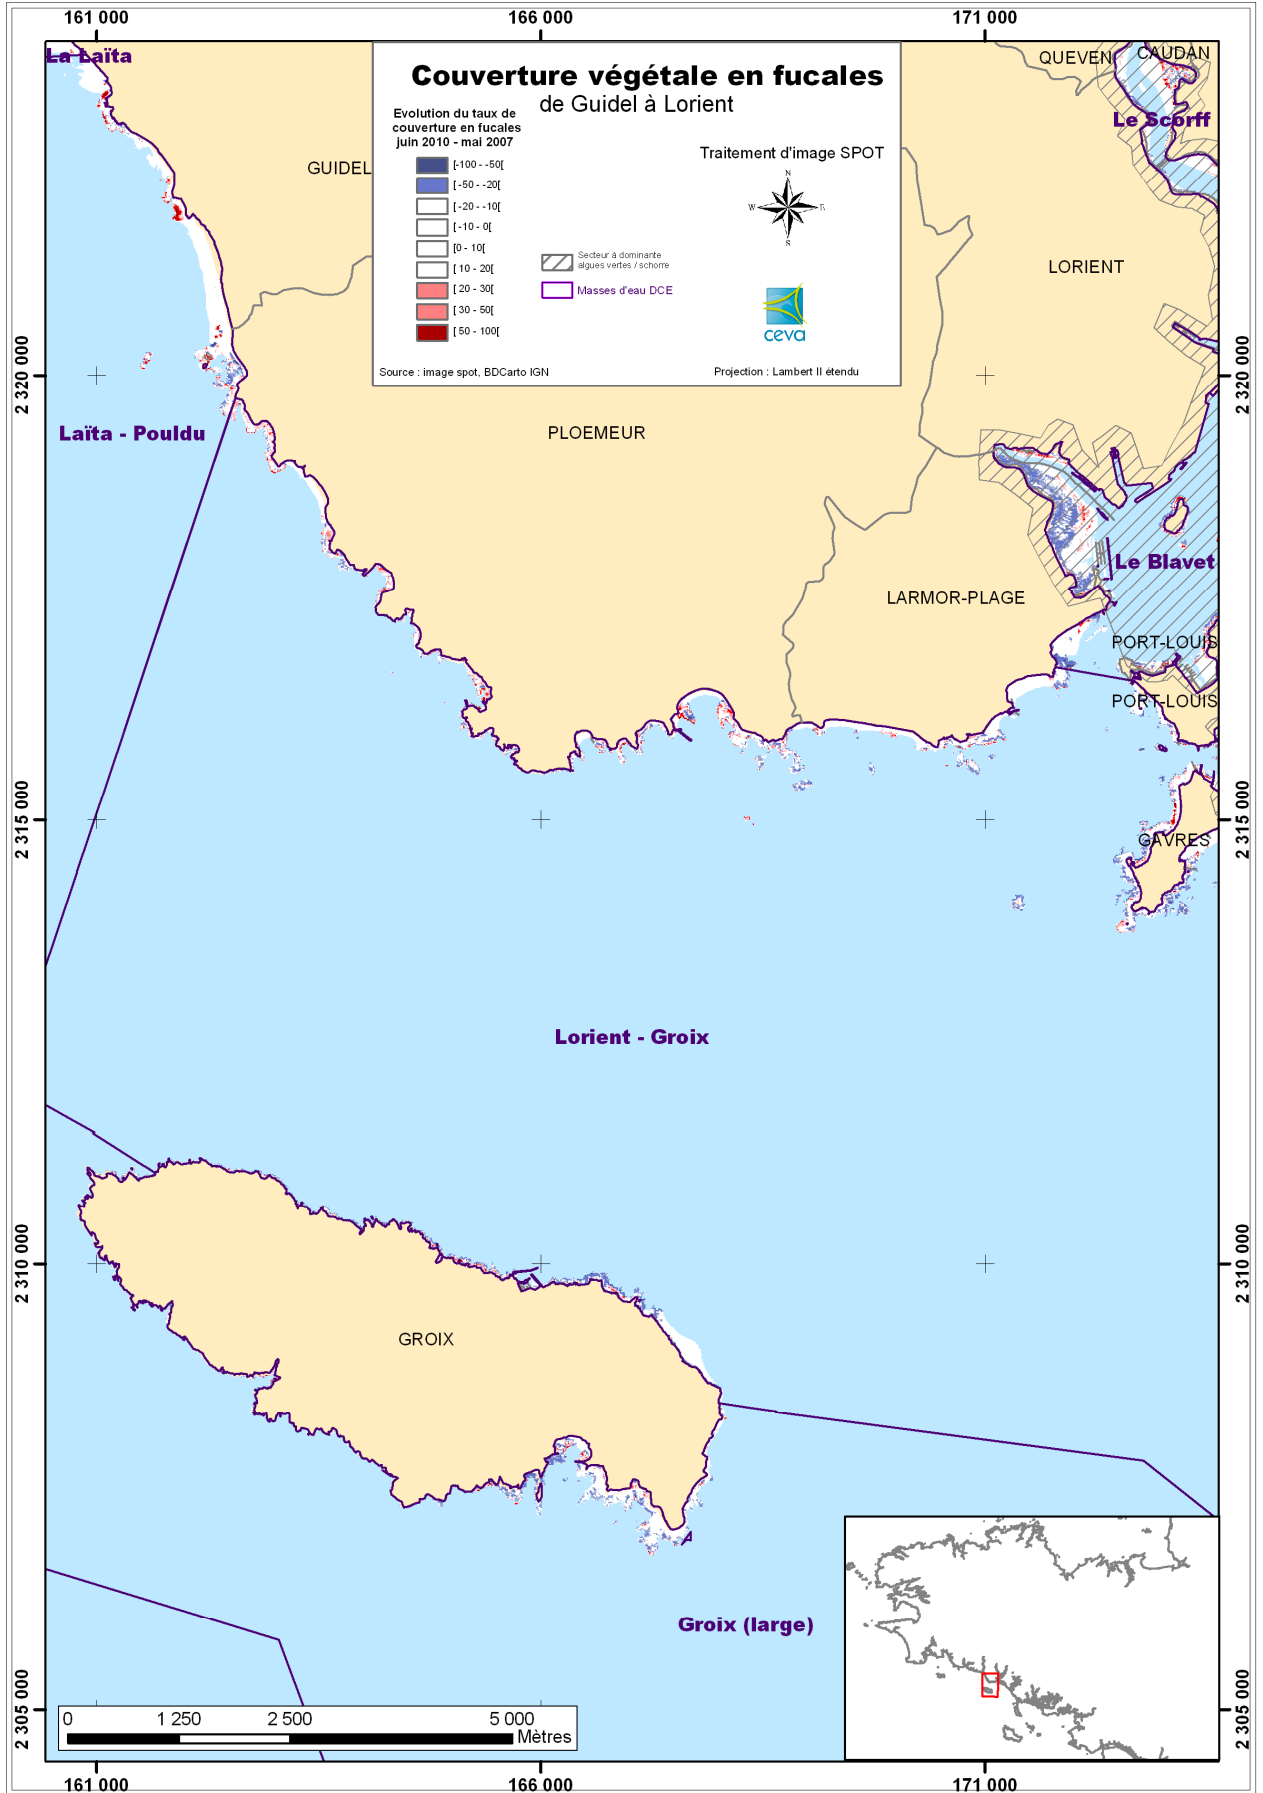 161 000
166 000
171 000
La Laïta
QUEVEN
CAUDAN
Couverture végétale en fucales
de Guidel à Lorient
Evolution du taux de
couverture en fucales
juin 2010 - mai 2007
[-100 - -50[
[-50 - -20[
[-20 - -10[
[-10 - 0[
[0 - 10[
[10 - 20[
[20 - 30[
[30 - 50[
[50 - 100[
Traitement d'image SPOT
N
W
E
S
Secteur à dominante
algues vertes / schorre
Masses d'eau DCE
ceva
Source : image spot, BDCarto IGN
Projection : Lambert II étendu
Le Scorff
GUIDEL
LORIENT
2 320 000
2 320 000
Laïta - Pouldu
PLOEMEUR
Le Blavet
LARMOR-PLAGE
PORT-LOUIS
PORT-LOUIS
2 315 000
2 315 000
GAVRES
Lorient - Groix
2 310 000
2 310 000
GROIX
Groix (large)
2 305 000
2 305 000
0
1 250
2 500
5 000
Mètres
161 000
166 000
171 000